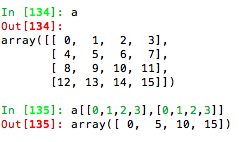 In [134]: a
Out[134]:
array([[ 0,  1,  2,  3],
       [ 4,  5,  6,  7],
       [ 8,  9, 10, 11],
       [12, 13, 14, 15]])
In [135]: a[[0,1,2,3],[0,1,2,3]]
Out[135]: array([ 0,  5, 10, 15])